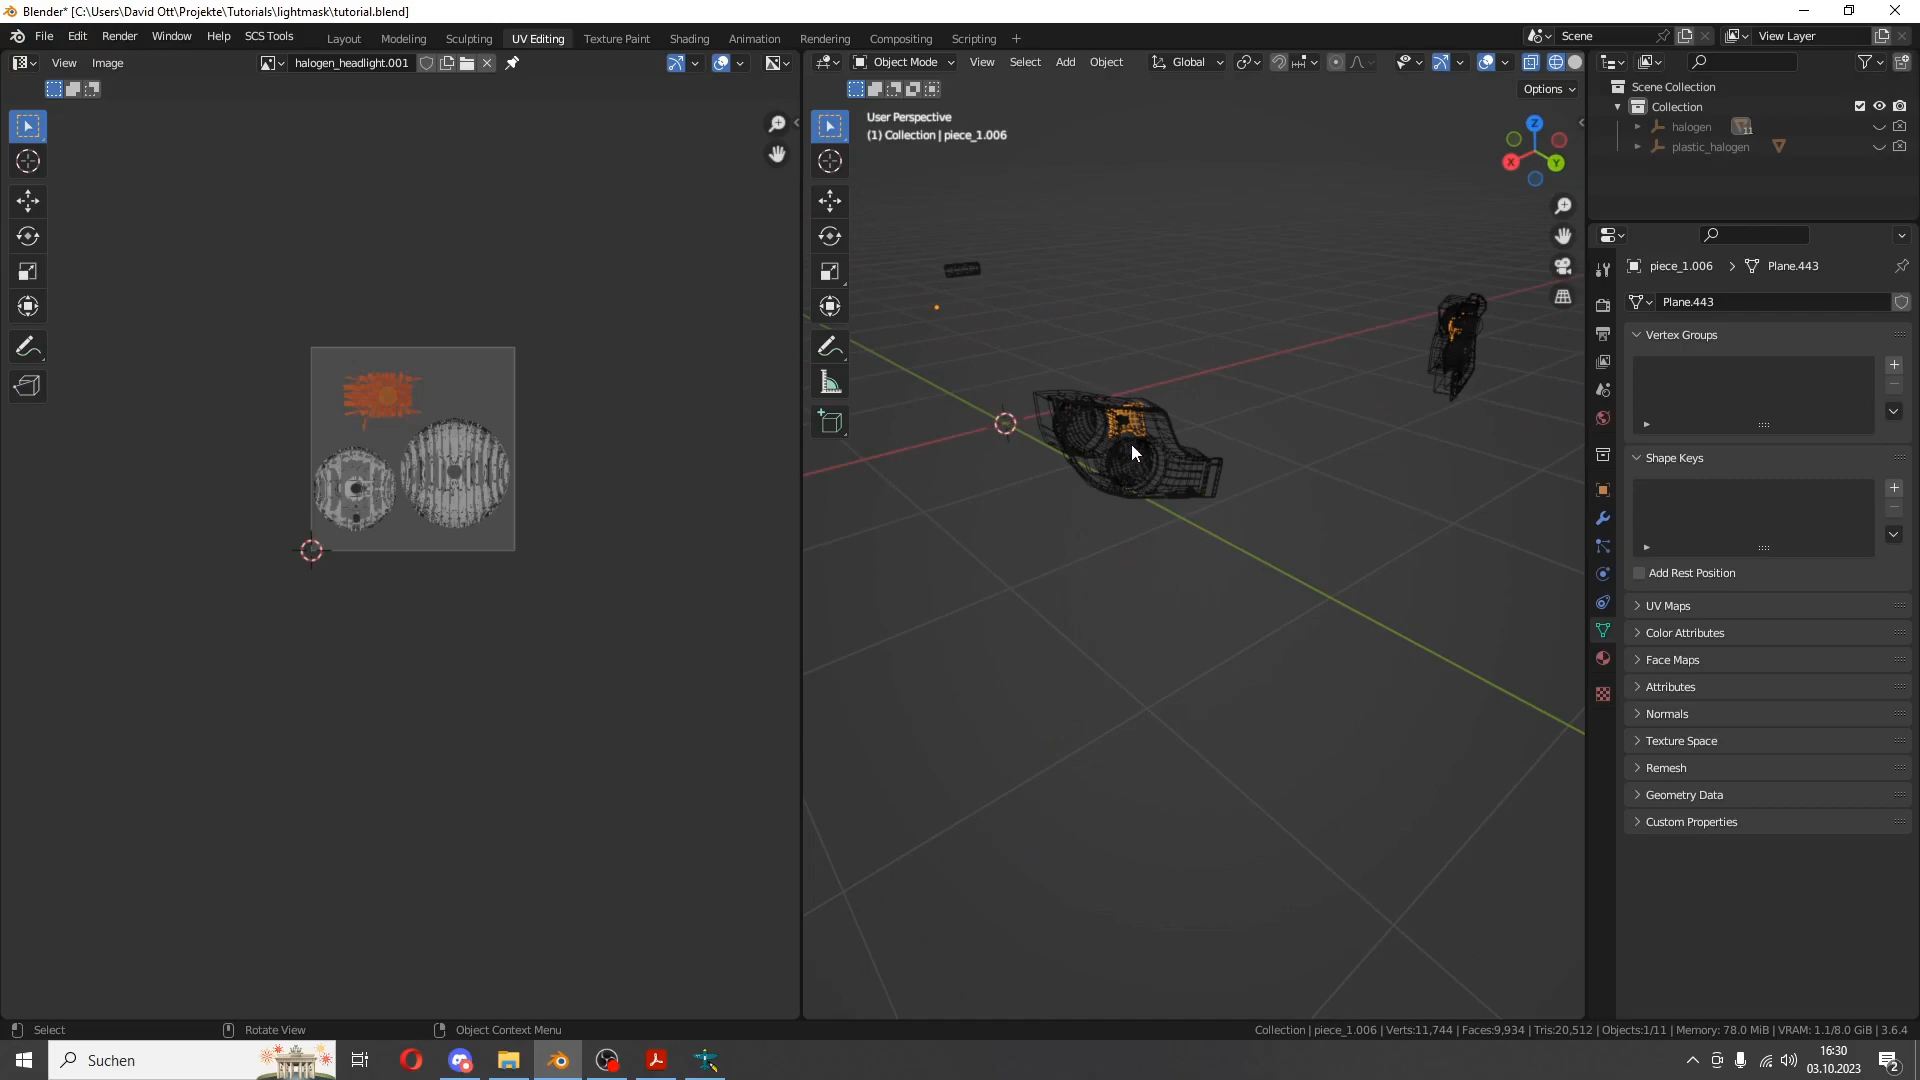 Blender* [C:\Users\David Ott\Projekte\Tutorials\lightmask\tutorial.blend]
File Edit Render Window Help SCS Tools Layout Modeling Sculpting UV Editing Texture Paint Shading Animation Rendering Compositing Scripting + Scene View Layer
View Image halogen_headlight.001 Object Mode View Select Add Object Global
Options
User Perspective
(1) Collection | piece_1.006
Z
X
Y
Scene Collection
Collection
halogen 11
plastic_halogen
piece_1.006 > Plane.443
Plane.443
Vertex Groups
Shape Keys
Add Rest Position
UV Maps
Color Attributes
Face Maps
Attributes
Normals
Texture Space
Remesh
Geometry Data
Custom Properties
Select Rotate View Object Context Menu Collection | piece_1.006 | Verts:11,744 | Faces:9,934 | Tris:20,512 | Objects:1/11 | Memory: 78.0 MiB | VRAM: 1.1/8.0 GiB | 3.6.4
Suchen
16:30
03.10.2023
2